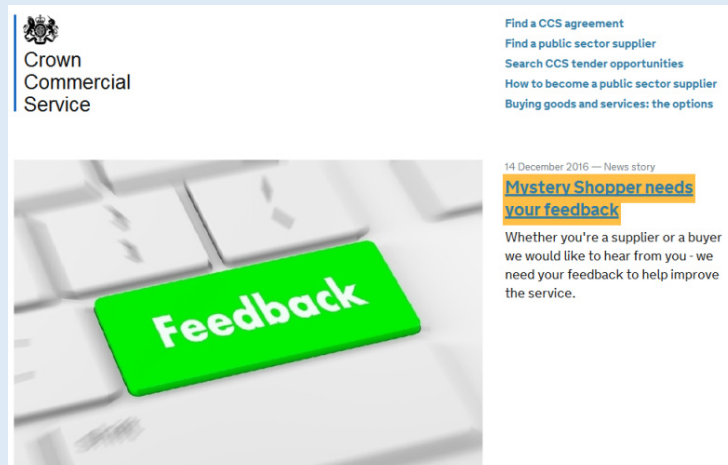 Crown
Commercial
Service
Find a CCS agreement
Find a public sector supplier
Search CCS tender opportunities
How to become a public sector supplier
Buying goods and services: the options
Feedback
14 December 2016 — News story
Mystery Shopper needs
your feedback
Whether you're a supplier or a buyer
we would like to hear from you - we
need your feedback to help improve
the service.